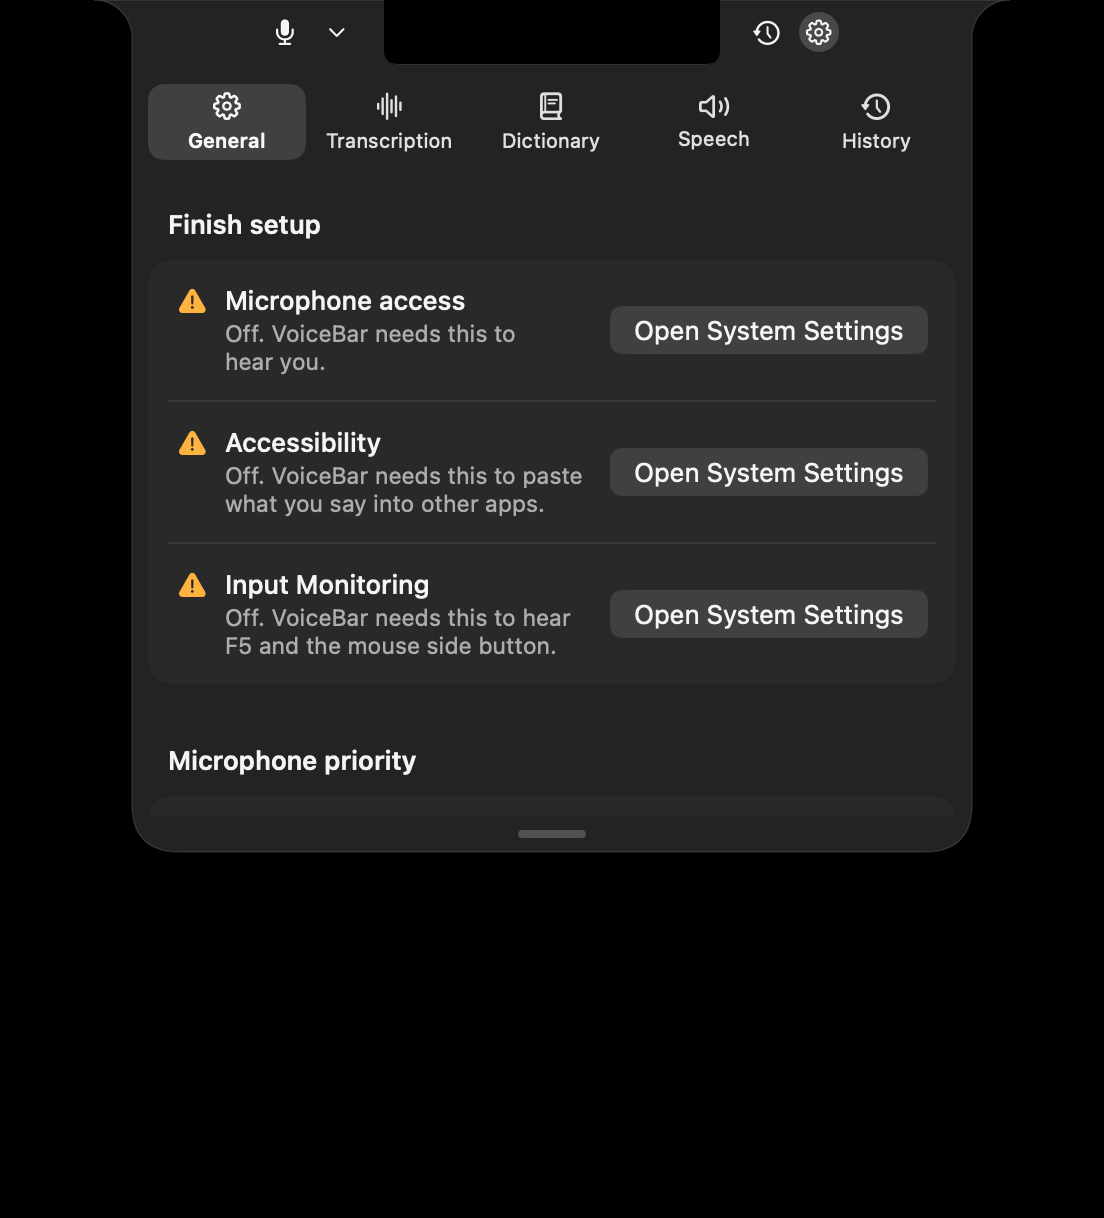 General
Transcription
Dictionary
Speech
History
Finish setup
Microphone access
Off. VoiceBar needs this to
hear you.
Open System Settings
Accessibility
Off. VoiceBar needs this to paste
what you say into other apps.
Open System Settings
Input Monitoring
Off. VoiceBar needs this to hear
F5 and the mouse side button.
Open System Settings
Microphone priority